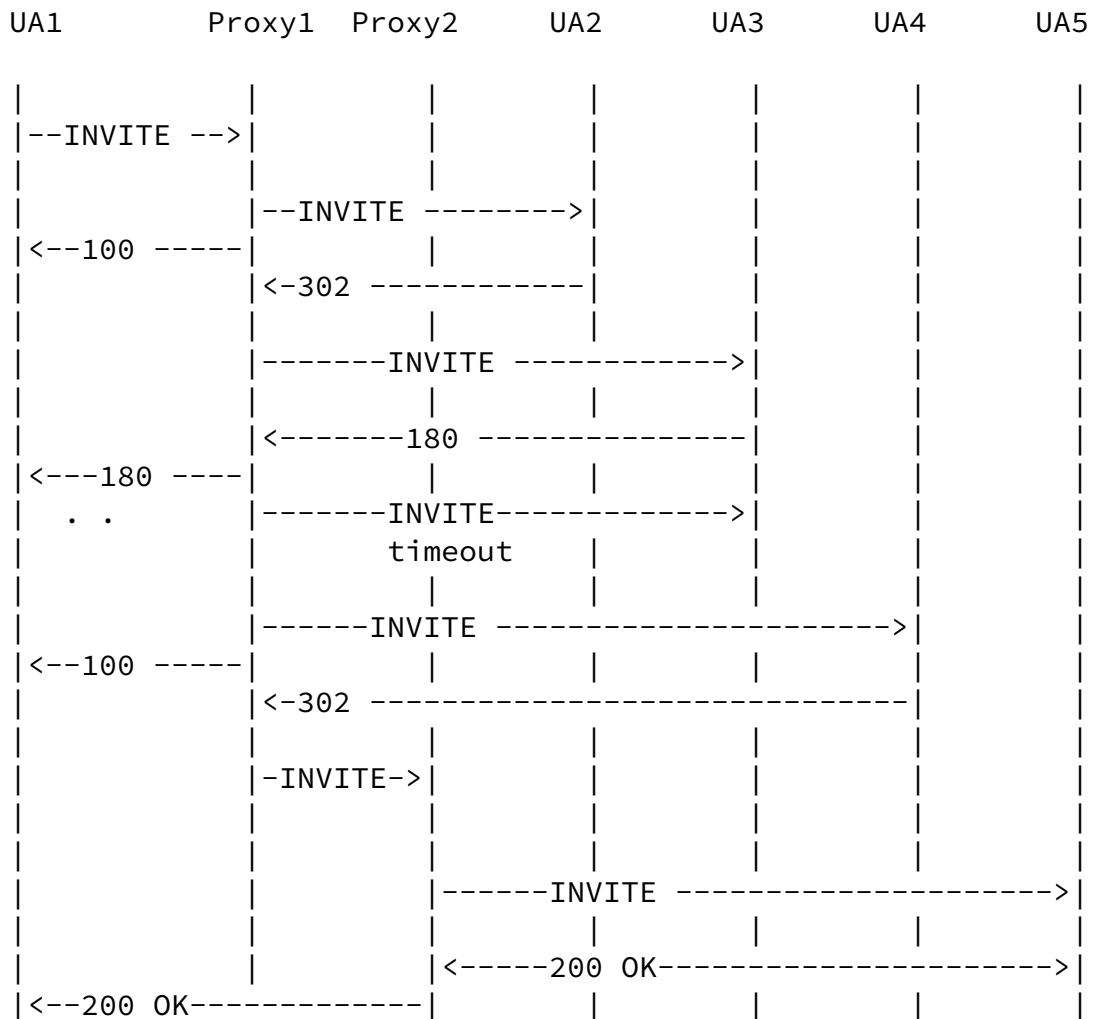 UA1 Proxy1 Proxy2 UA2 UA3 UA4 UA5
| | | | | | |
|--INVITE -->| | | | | |
| | | | | | |
| |--INVITE -------->| | | |
|<--100 -----| | | | | |
| |<-302 ------------| | | |
| | | | | | |
| |-------INVITE ------------>| | |
| | | | | | |
| |<-------180 ---------------| | |
|<---180 ----| | | | | |
| . . |-------INVITE------------->| | |
| | timeout | | | |
| | | | | | |
| |------INVITE ---------------------->| |
|<--100 -----| | | | | |
| |<-302 ------------------------------| |
| | | | | | |
| |-INVITE->| | | | |
| | | | | | |
| | | | | | |
| | |------INVITE --------------------->|
| | | | | | |
| | |<-----200 OK---------------------->|
|<--200 OK-------------| | | | |